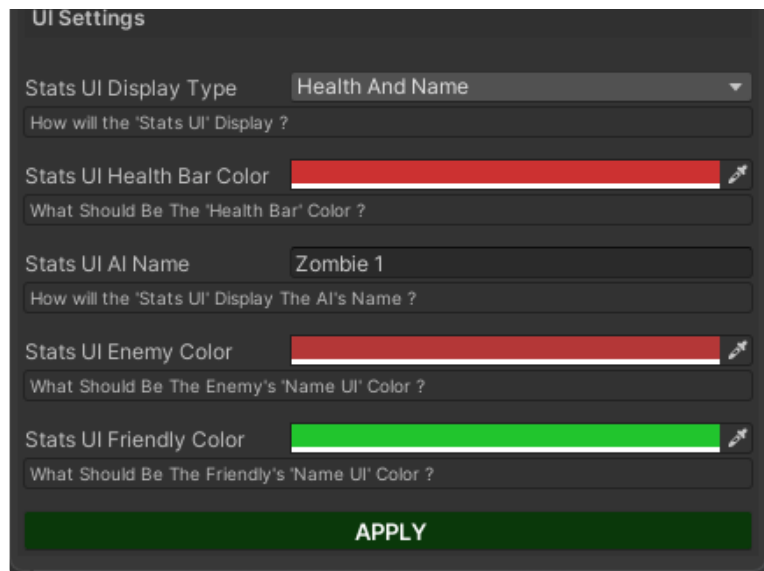 UI Settings
Stats UI Display Type
Health And Name
How will the 'Stats UI' Display ?
Stats UI Health Bar Color
What Should Be The 'Health Bar' Color ?
Stats UI AI Name
Zombie 1
How will the 'Stats UI' Display The AI's Name ?
Stats UI Enemy Color
What Should Be The Enemy's 'Name UI' Color ?
Stats UI Friendly Color
What Should Be The Friendly's 'Name UI' Color ?
APPLY